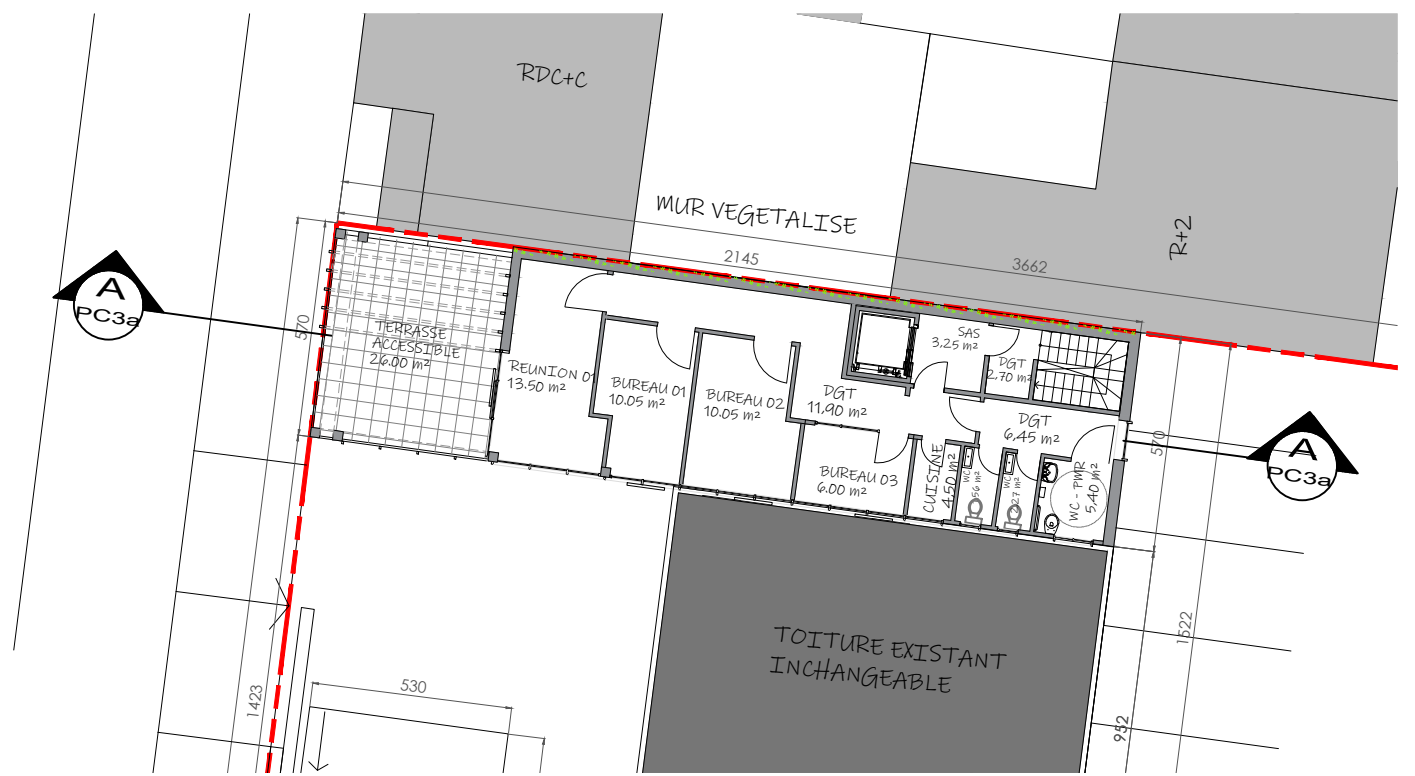 RDC+C
MUR VEGETALISE
R+2
2145
3662
A
PC3a
570
TERRASSE
ACCESSIBLE
26.00 m²
REUNION 01
13.50 m²
BUREAU 01
10.05 m²
BUREAU 02
10.05 m²
DGT
11,90 m²
SAS
3,25 m²
DGT
2,70 m²
DGT
6,45 m²
BUREAU 03
6.00 m²
CUISINE
4.50 m²
WC
WC
WC - PMR
5,40 m²
570
A
PC3a
TOITURE EXISTANT
INCHANGEABLE
1522
952
1423
530